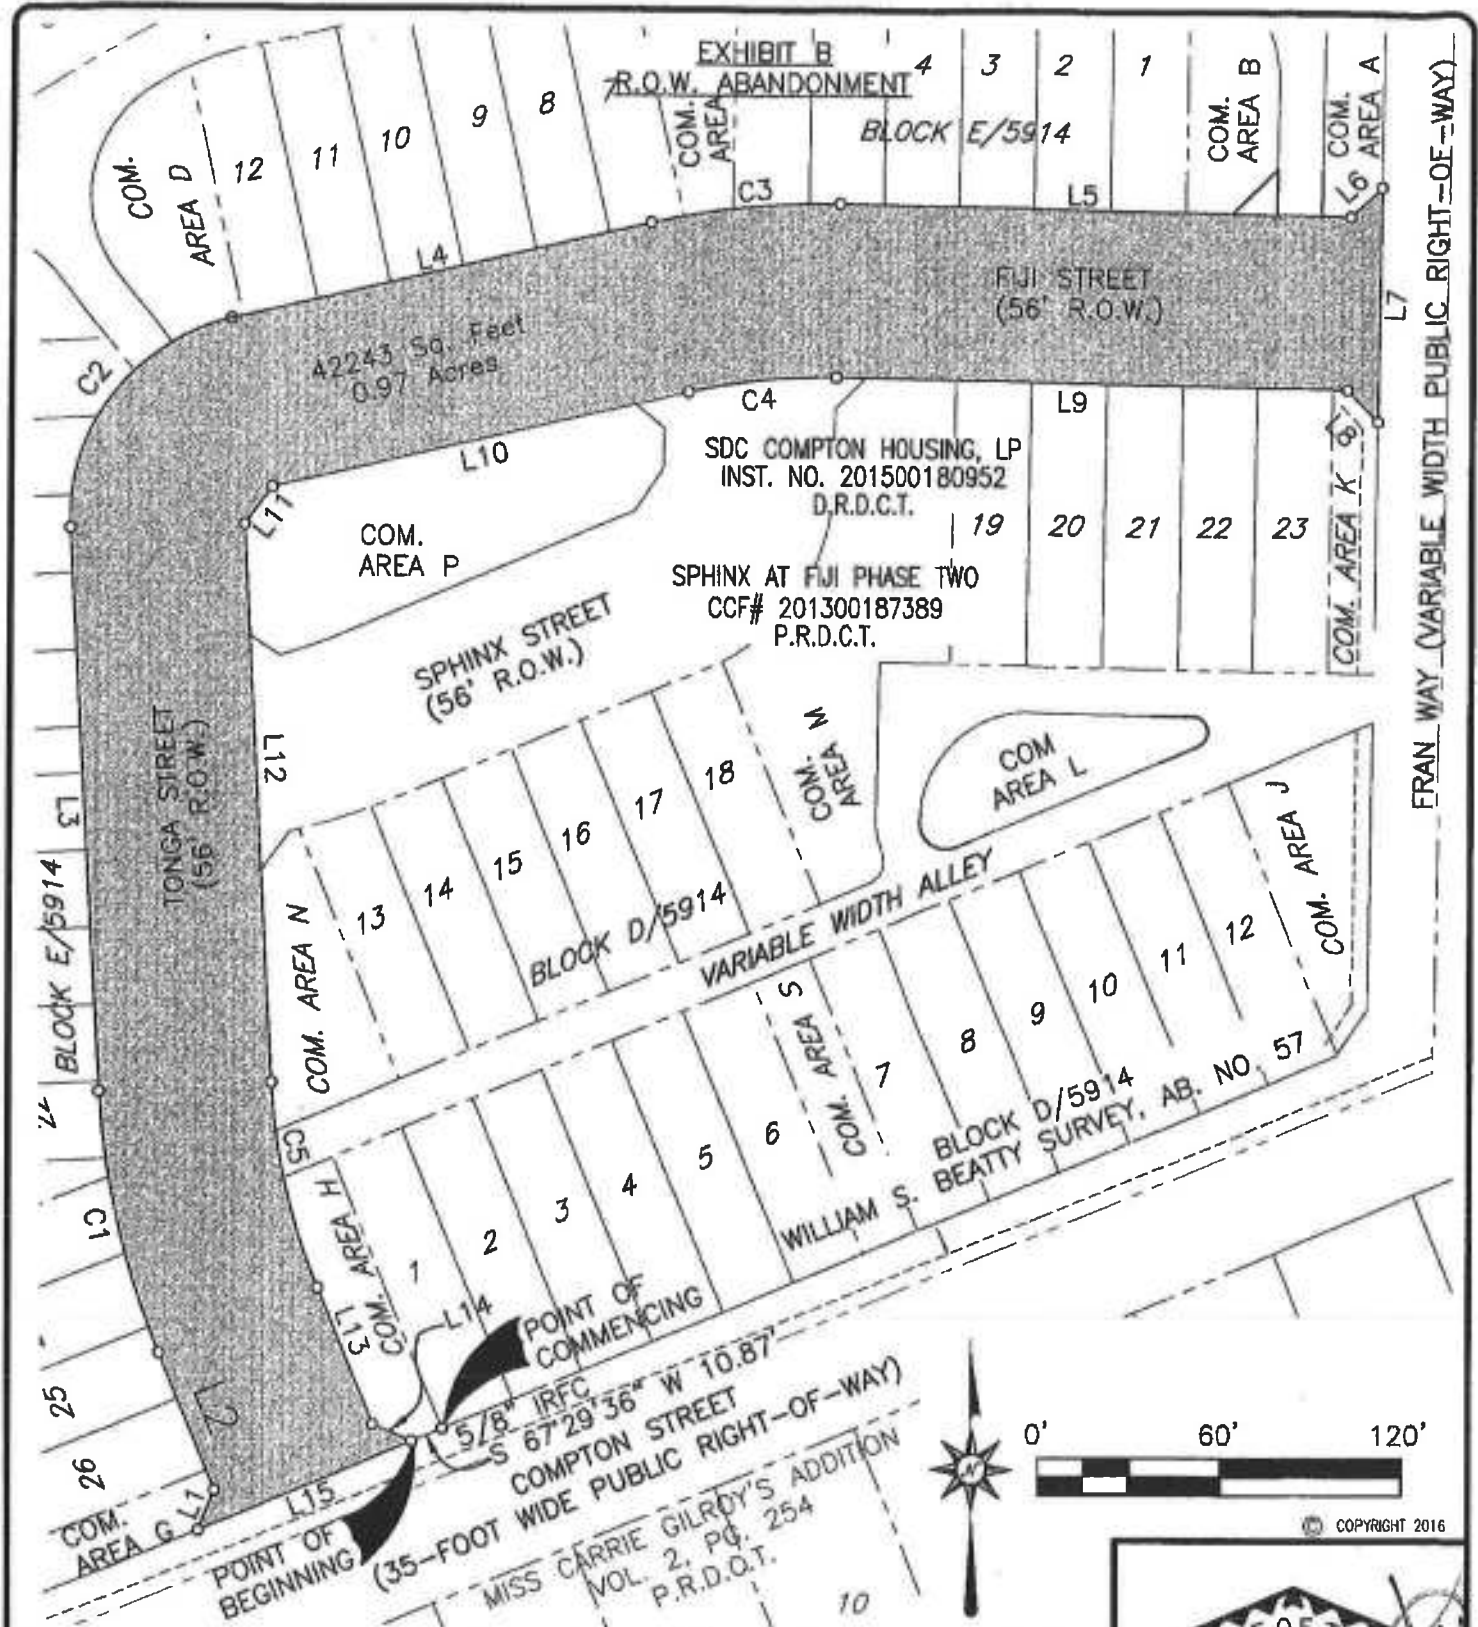 EXHIBIT B
R.O.W. ABANDONMENT
4
3
2
1
COM.
AREA B
COM.
AREA A
BLOCK E/5914
COM.
AREA
8
9
10
11
12
COM.
AREA D
FRAN WAY (VARIABLE WIDTH PUBLIC RIGHT-OF-WAY)
C3
L5
L6
L4
FIJI STREET
(56' R.O.W.)
L7
42243 Sq. Feet
0.97 Acres
C2
C4
L9
L8
L10
L11
SDC COMPTON HOUSING, LP
INST. NO. 201500180952
D.R.D.C.T.
COM.
AREA P
19
20
21
22
23
COM. AREA K
SPHINX AT FIJI PHASE TWO
CCF# 201300187389
P.R.D.C.T.
SPHINX STREET
(56' R.O.W.)
TONGA STREET
(56' R.O.W.)
L12
L3
COM.
AREA M
COM
AREA L
18
17
16
15
14
13
BLOCK D/5914
VARIABLE WIDTH ALLEY
COM. AREA J
COM. AREA N
BLOCK E/5914
12
11
10
9
8
7
COM. AREA S
6
5
4
3
2
1
BLOCK D/5914
WILLIAM S. BEATTY SURVEY, AB. NO. 57
C5
COM. AREA H
C1
L13
L14
POINT OF
COMMENCING
5/8" IRFC
S 67°29'36" W 10.87'
COMPTON STREET
(35-FOOT WIDE PUBLIC RIGHT-OF-WAY)
25
26
L2
L1
L15
COM.
AREA G
POINT OF
BEGINNING
MISS CARRIE GILROY'S ADDITION
VOL. 2, PG. 254
P.R.D.C.T.
10
N
0'
60'
120'
© COPYRIGHT 2016
OF